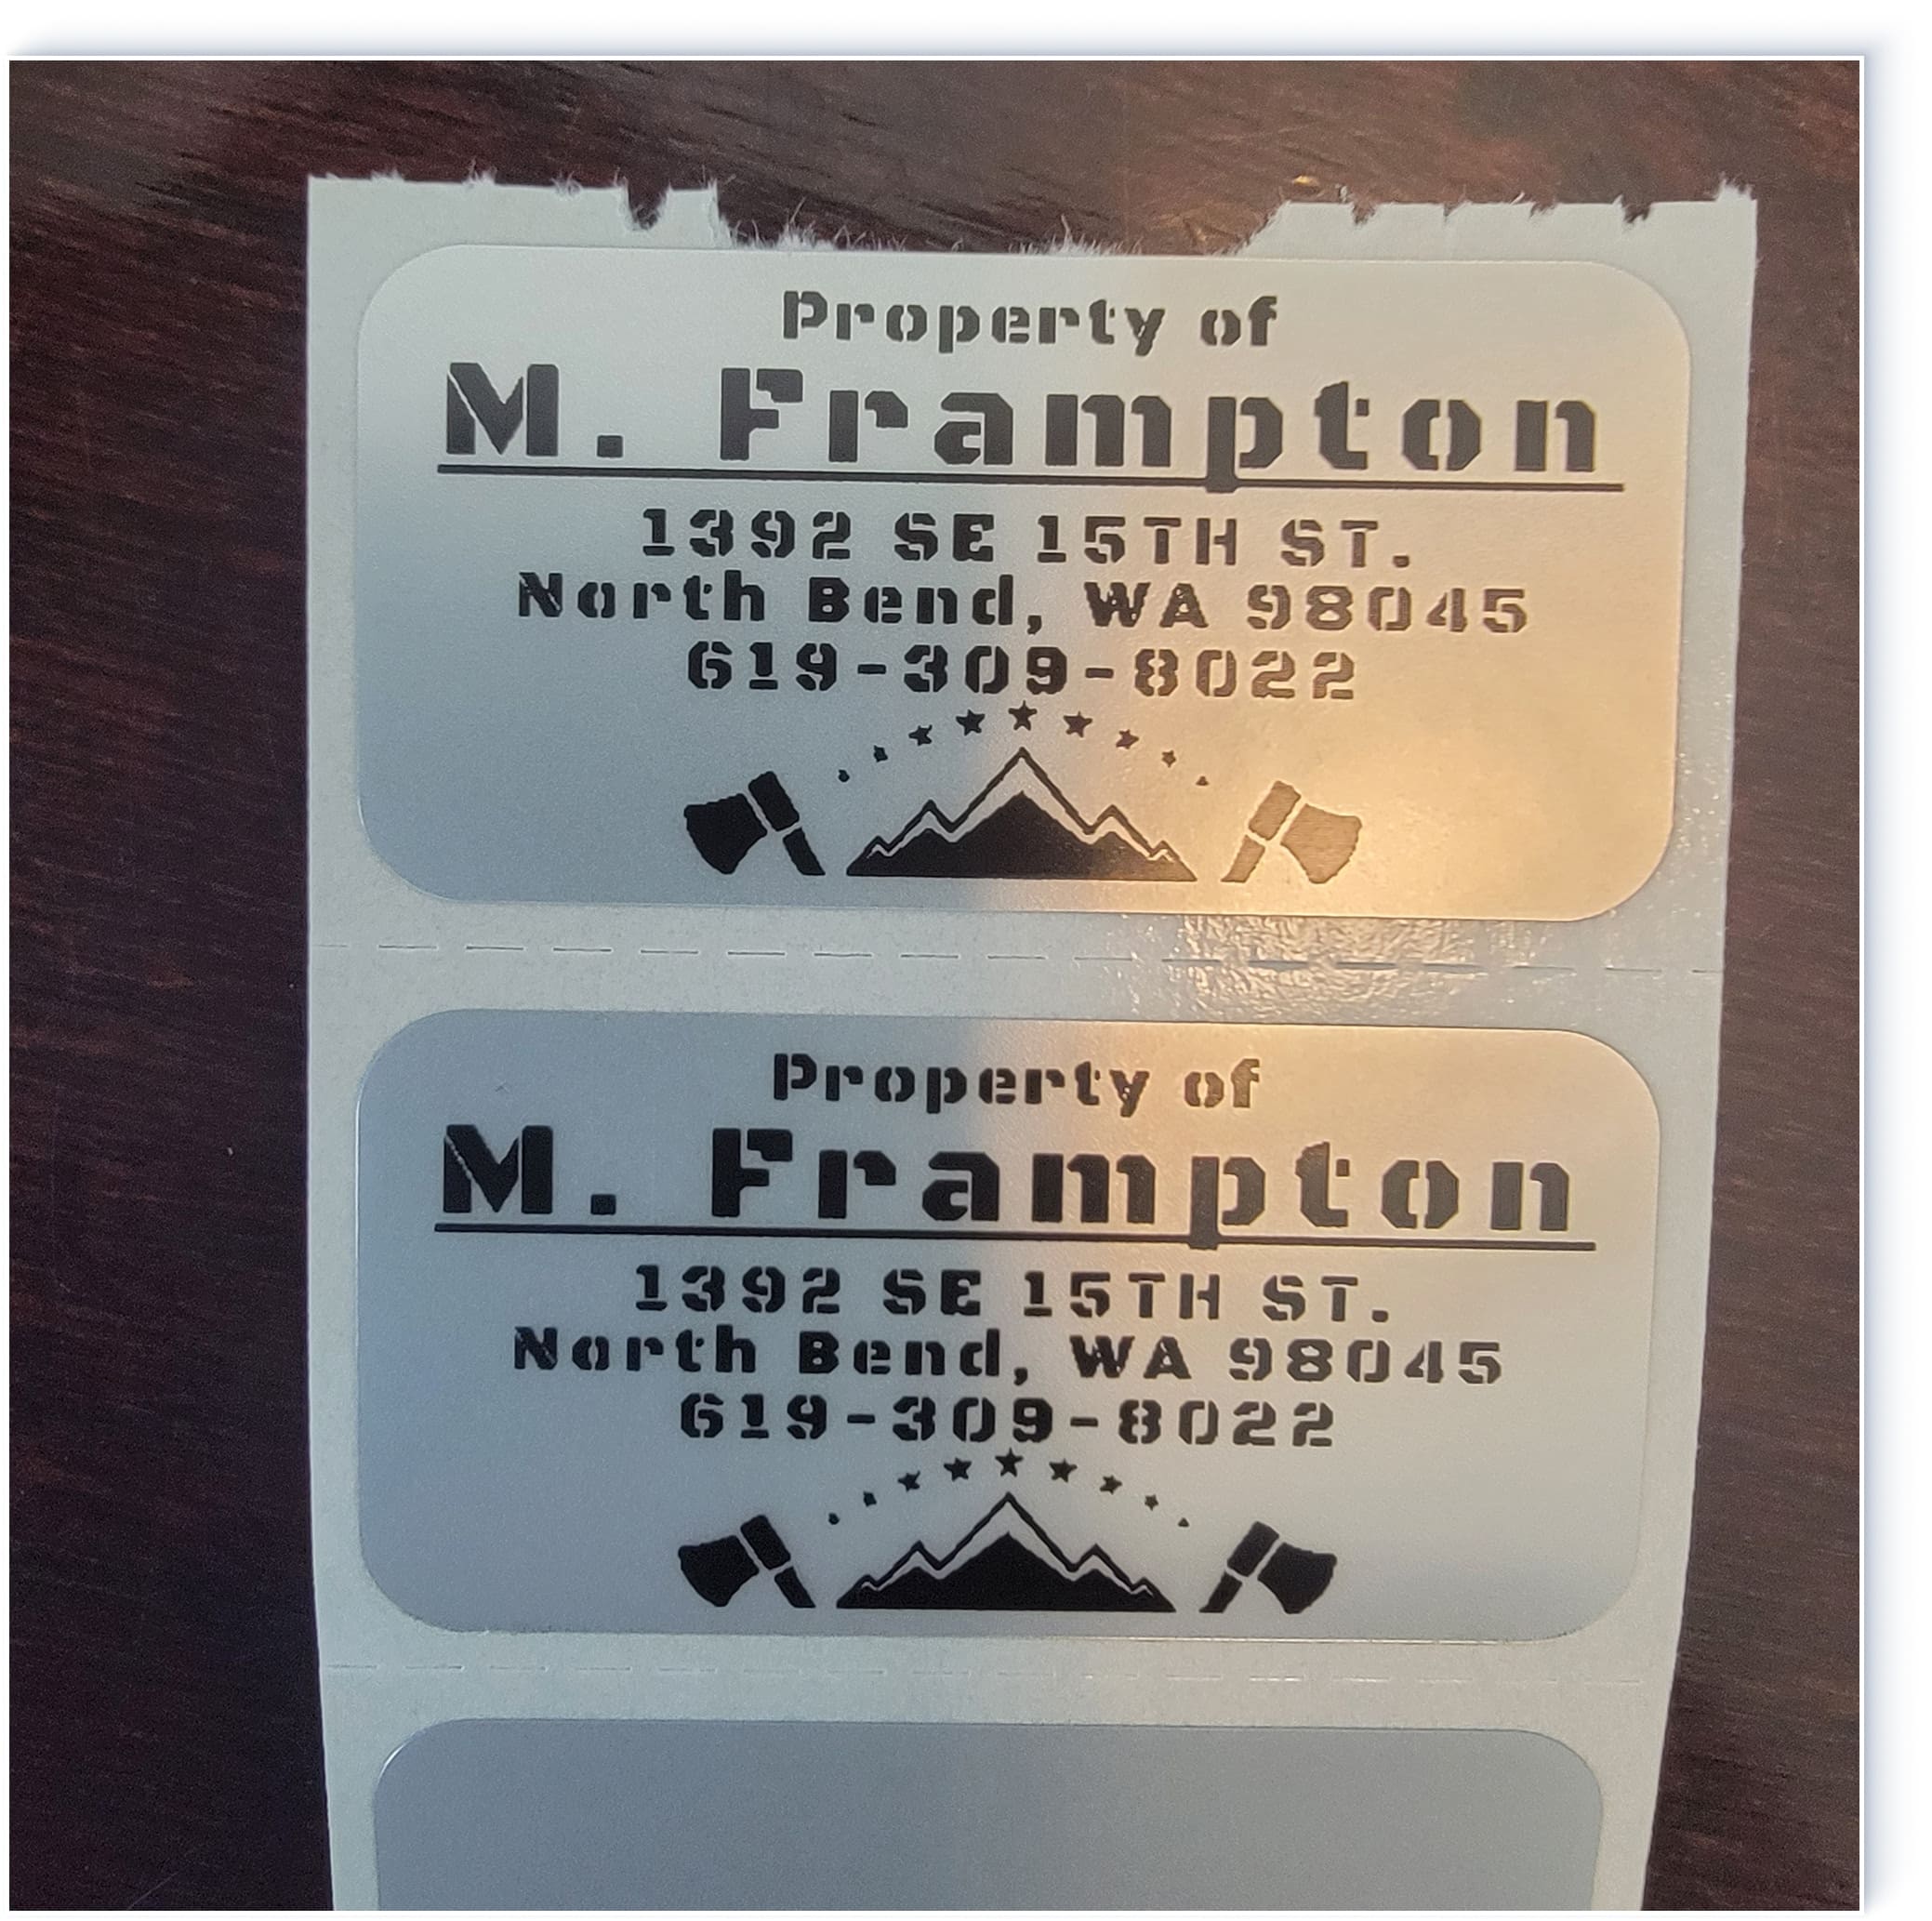 Property of
M. Frampton
1392 SE 15TH ST.
North Bend, WA 98045
619-309-8022
Property of
M. Frampton
1392 SE 15TH ST.
North Bend, WA 98045
619-309-8022